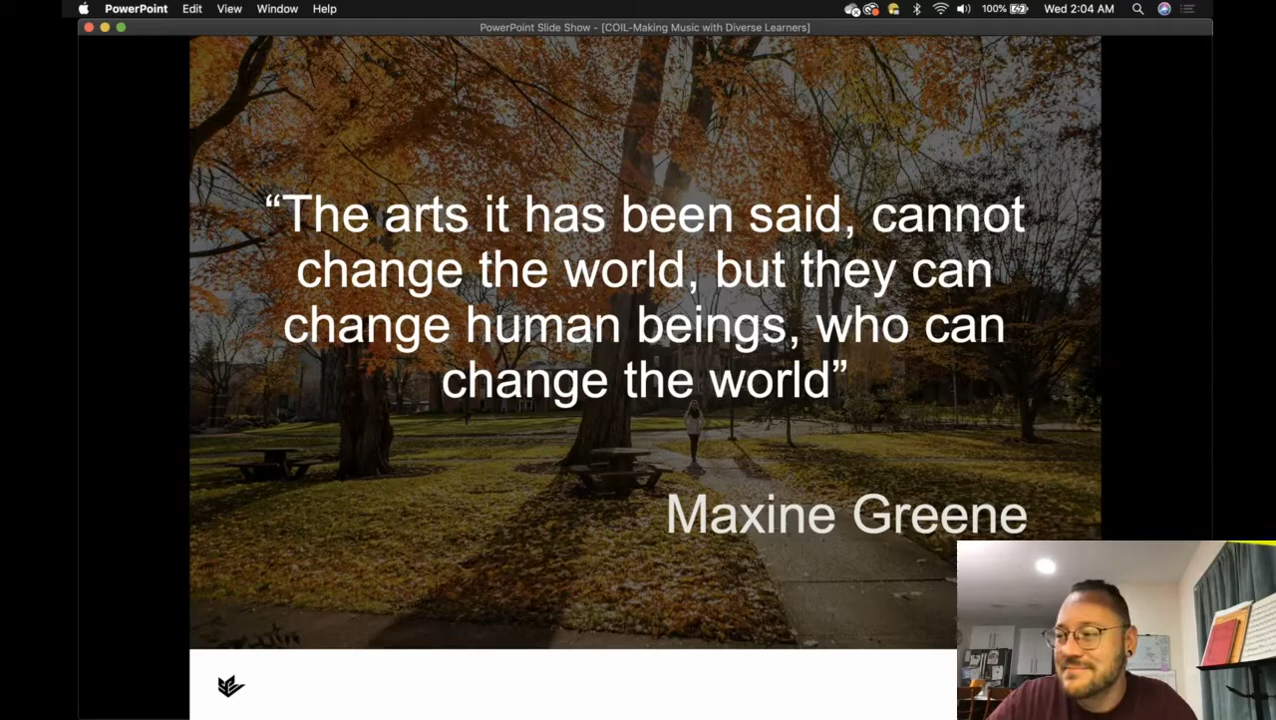 PowerPoint Edit View Window Help 100% Wed 2:04 AM
PowerPoint Slide Show - [COIL-Making Music with Diverse Learners]
“The arts it has been said, cannot
change the world, but they can
change human beings, who can
change the world”
Maxine Greene